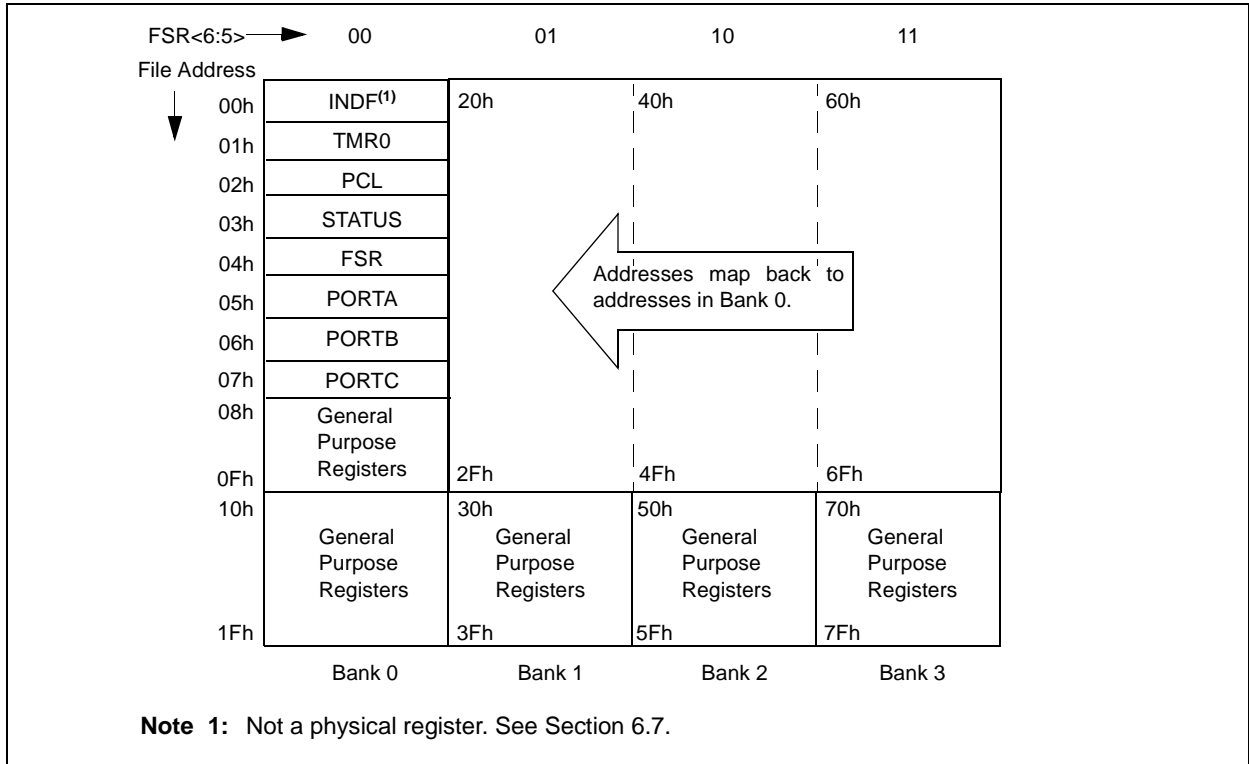 FSR<6:5> 00 01 10 11
File Address
00h INDF(1) 20h 40h 60h
01h TMR0
02h PCL
03h STATUS
04h FSR
Addresses map back to
addresses in Bank 0.
05h PORTA
06h PORTB
07h PORTC
08h General
Purpose
Registers
0Fh 2Fh 4Fh 6Fh
10h 30h 50h 70h
General General General General
Purpose Purpose Purpose Purpose
Registers Registers Registers Registers
1Fh 3Fh 5Fh 7Fh
Bank 0 Bank 1 Bank 2 Bank 3
Note 1: Not a physical register. See Section 6.7.